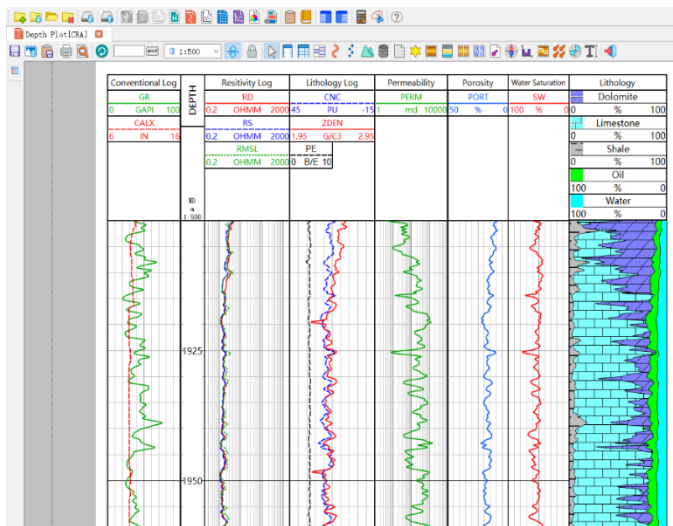 Depth Plot[CRA]
1:500
Conventional Log
DEPTH
Resitivity Log
Lithology Log
Permeability
Porosity
Water Saturation
Lithology
GR
0 GAPI 100
RD
0.2 OHMM 2000
CNC
45 PU -15
PERM
1 md 10000
PORT
50 % 0
SW
100 % 0
Dolomite
0 % 100
CALX
6 IN 16
RS
0.2 OHMM 2000
ZDEN
1.95 G/C3 2.95
Limestone
0 % 100
RMSL
0.2 OHMM 2000
PE
0 B/E 10
Shale
0 % 100
Oil
100 % 0
Water
100 % 0
MD
m
1:500
1925
1950